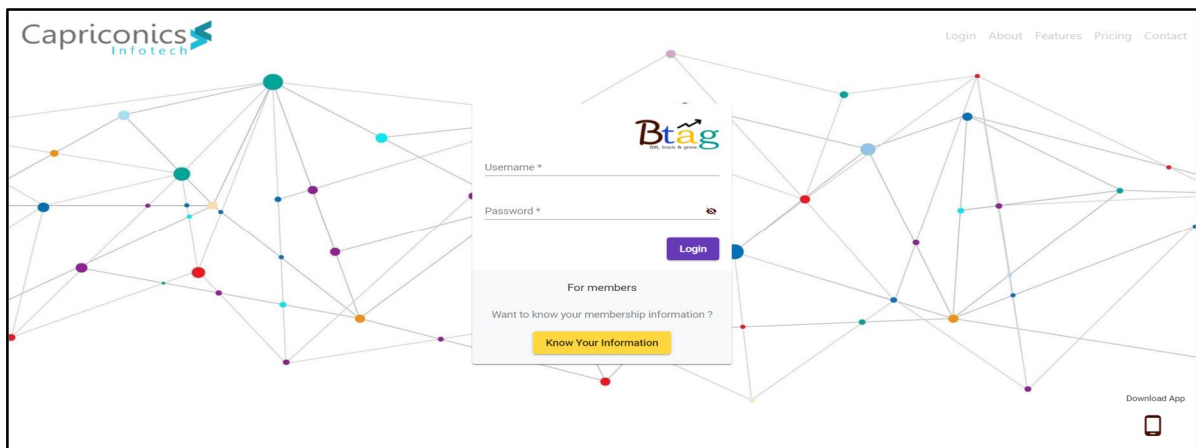 Capriconics
Infotech
Login About Features Pricing Contact
Btag
Bill, track & grow
Username *
Password *
Login
For members
Want to know your membership information ?
Know Your Information
Download App